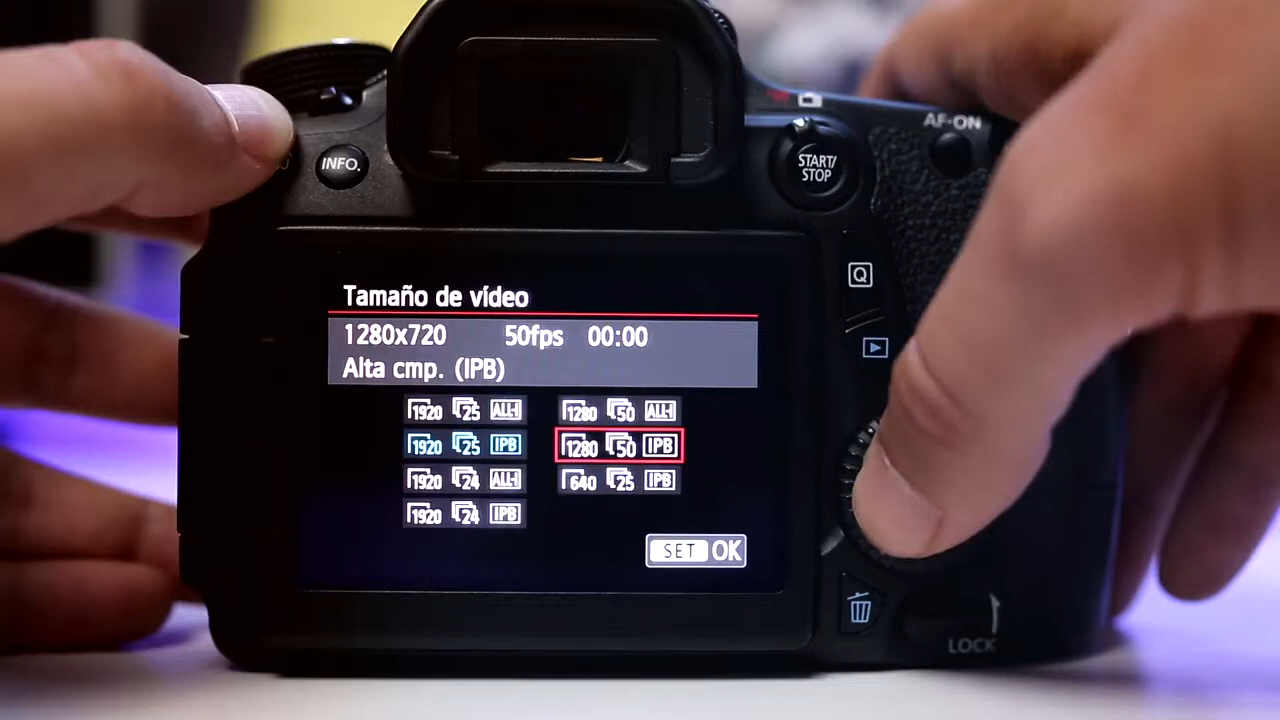 AF-ON
INFO.
START/
STOP
Q
Tamaño de vídeo
1280x720 50fps 00:00
Alta cmp. (IPB)
1920 25 ALL-I 1280 50 ALL-I
1920 25 IPB 1280 50 IPB
1920 24 ALL-I 640 25 IPB
1920 24 IPB
SET OK
LOCK